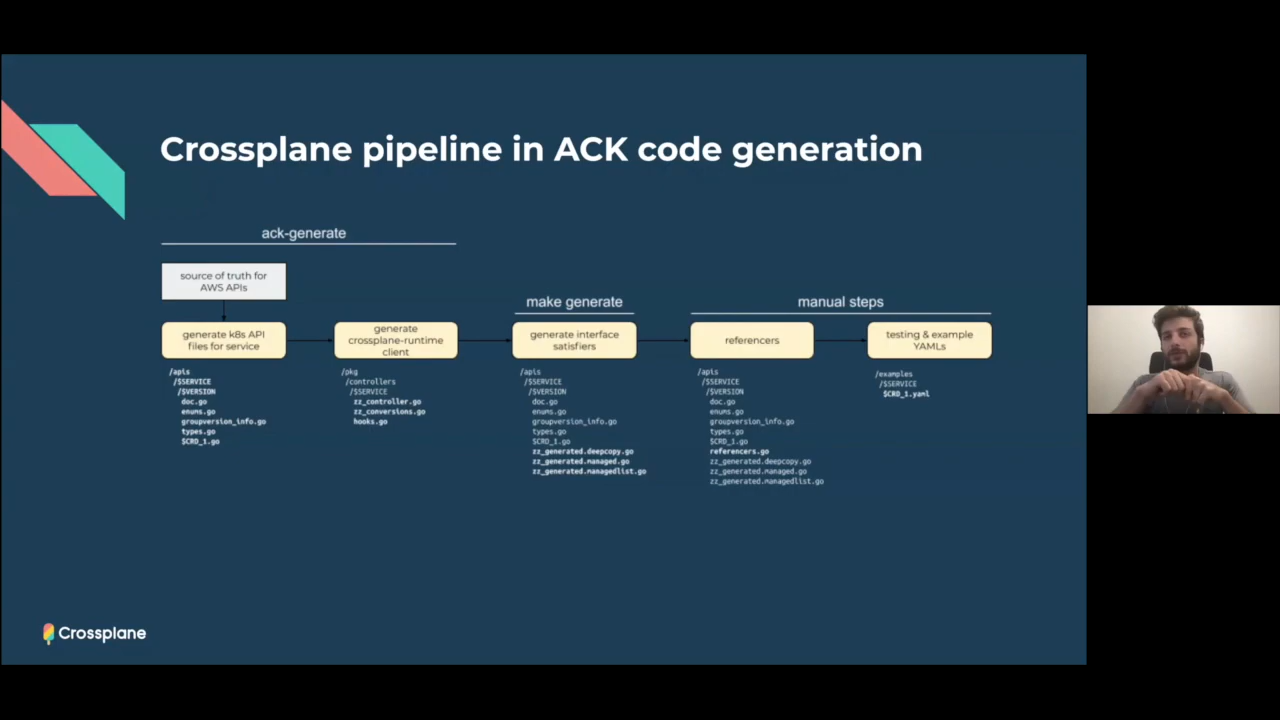 Crossplane pipeline in ACK code generation
ack-generate
source of truth for
AWS APIs
generate k8s API
files for service
/apis
/$SERVICE
/$VERSION
doc.go
enums.go
groupversion_info.go
types.go
$CRD_1.go
generate
crossplane-runtime
client
/pkg
/controllers
/$SERVICE
zz_controller.go
zz_conversions.go
hooks.go
make generate
generate interface
satisfiers
/apis
/$SERVICE
/$VERSION
doc.go
enums.go
groupversion_info.go
types.go
$CRD_1.go
zz_generated.deepcopy.go
zz_generated.managed.go
zz_generated.managedlist.go
manual steps
referencers
/apis
/$SERVICE
/$VERSION
doc.go
enums.go
groupversion_info.go
types.go
$CRD_1.go
referencers.go
zz_generated.deepcopy.go
zz_generated.managed.go
zz_generated.managedlist.go
testing & example
YAMLs
/examples
/$SERVICE
$CRD_1.yaml
Crossplane